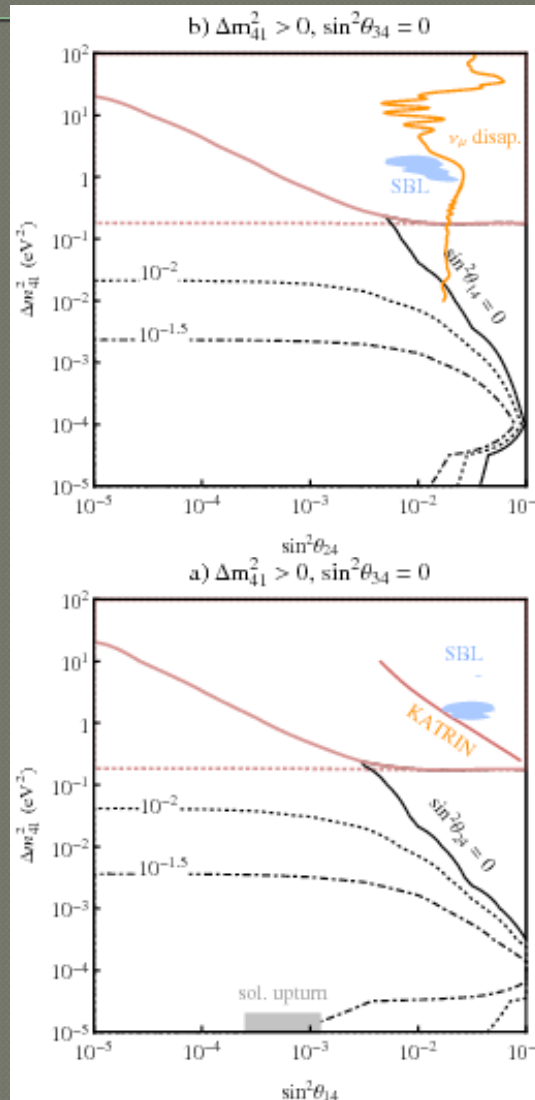 b) Δm²₄₁ > 0, sin²θ₃₄ = 0
10²
10¹
1
10⁻¹
10⁻²
10⁻³
10⁻⁴
10⁻⁵
Δm²₄₁ (eV²)
νμ disap.
SBL
sin²θ₁₄ = 0
10⁻²
10⁻¹·⁵
10⁻⁵ 10⁻⁴ 10⁻³ 10⁻² 10⁻
sin²θ₂₄
a) Δm²₄₁ > 0, sin²θ₃₄ = 0
10²
10¹
1
10⁻¹
10⁻²
10⁻³
10⁻⁴
10⁻⁵
Δm²₄₁ (eV²)
SBL
KATRIN
sin²θ₂₄ = 0
10⁻²
10⁻¹·⁵
sol. upturn
10⁻⁵ 10⁻⁴ 10⁻³ 10⁻² 10⁻
sin²θ₁₄